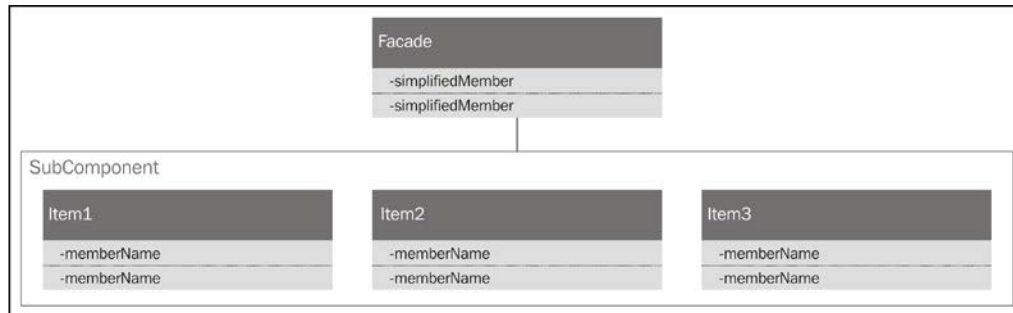 Facade
-simplifiedMember
-simplifiedMember
SubComponent
Item1
-memberName
-memberName
Item2
-memberName
-memberName
Item3
-memberName
-memberName